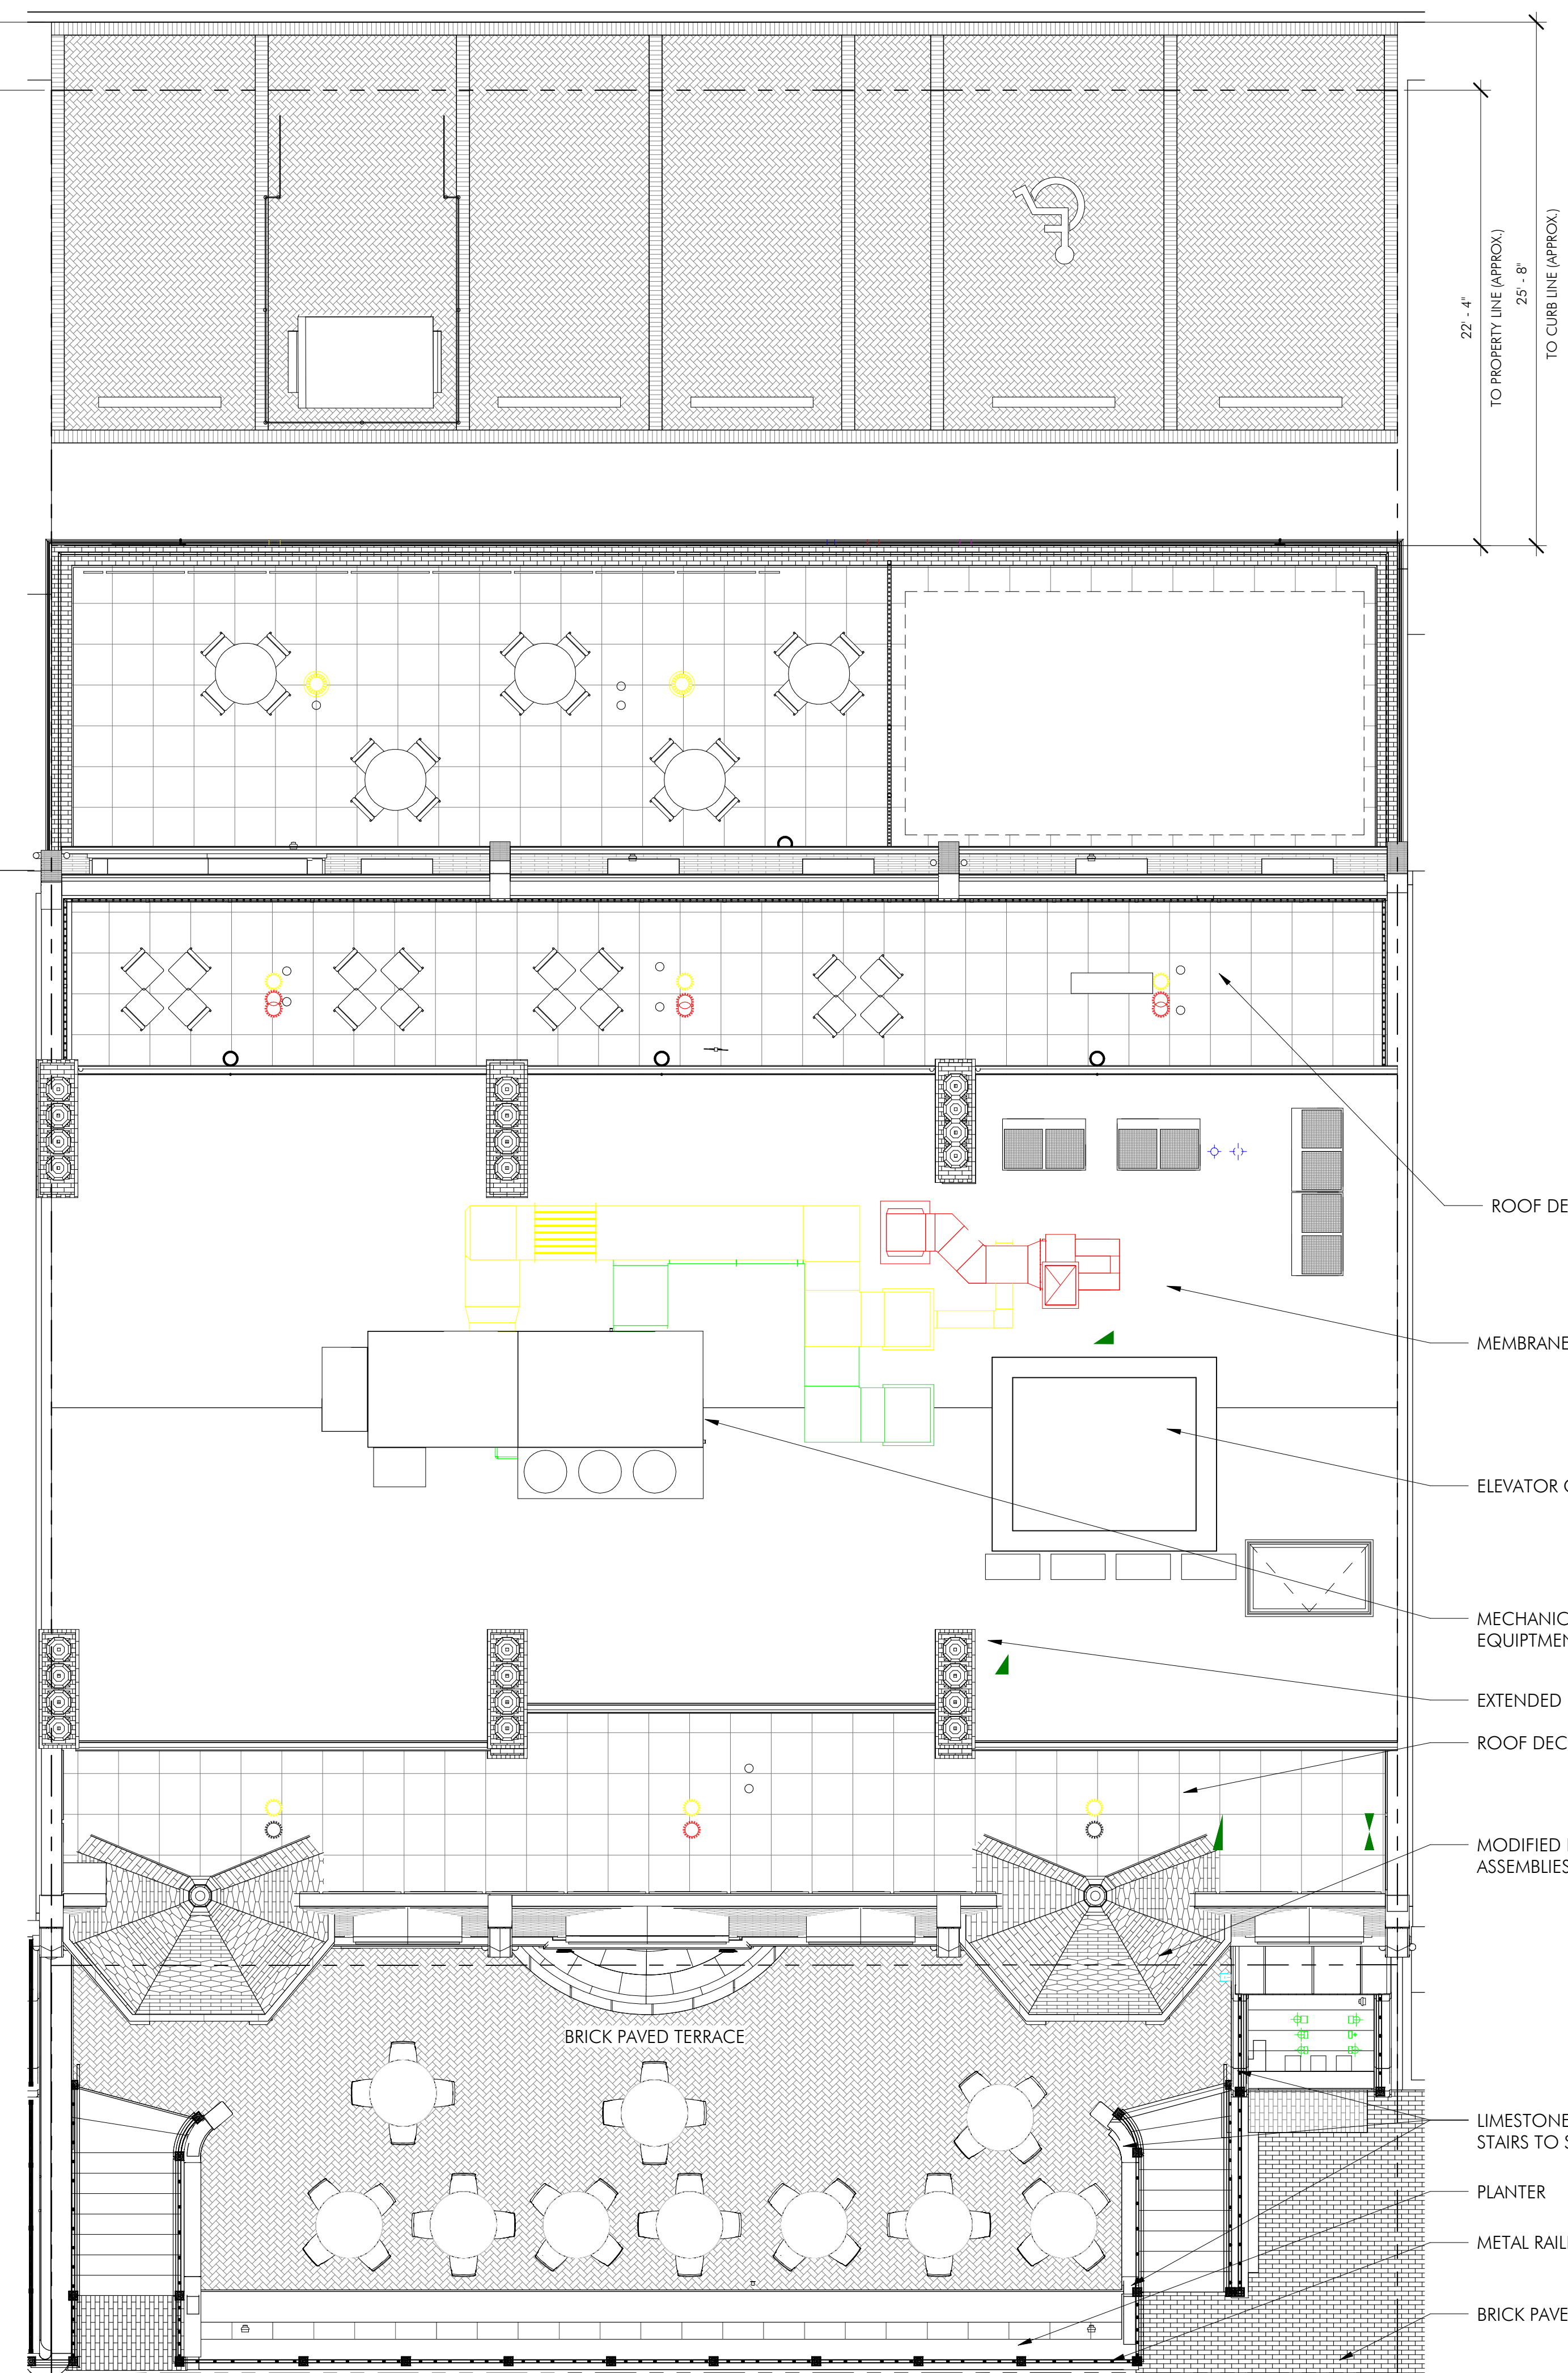 22' - 4"
TO PROPERTY LINE (APPROX.)
25' - 8"
TO CURB LINE (APPROX.)
ROOF DE
MEMBRANE
ELEVATOR
MECHANIC
EQUIPTMEN
EXTENDED
ROOF DEC
MODIFIED
ASSEMBLIES
BRICK PAVED TERRACE
LIMESTONE
STAIRS TO S
PLANTER
METAL RAIL
BRICK PAVE